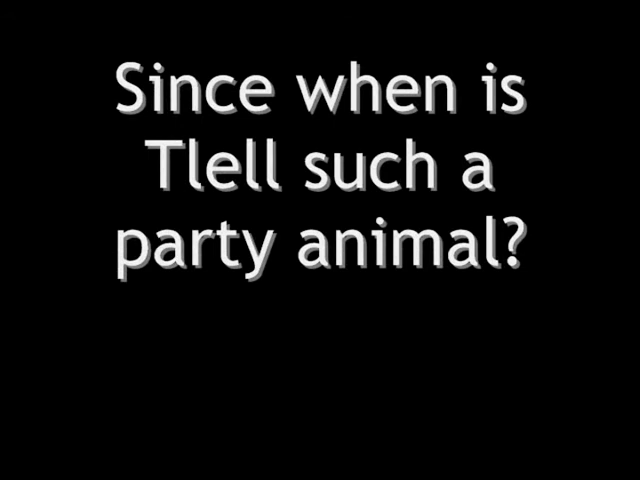 Since when is
Tlell such a
party animal?